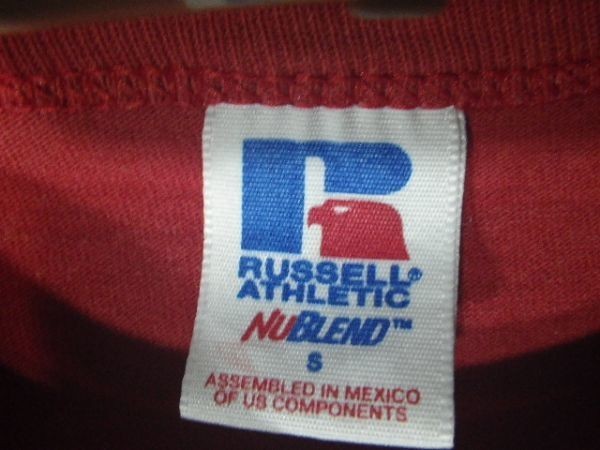 RUSSELL®
ATHLETIC
NUBLEND™
S
ASSEMBLED IN MEXICO
OF US COMPONENTS